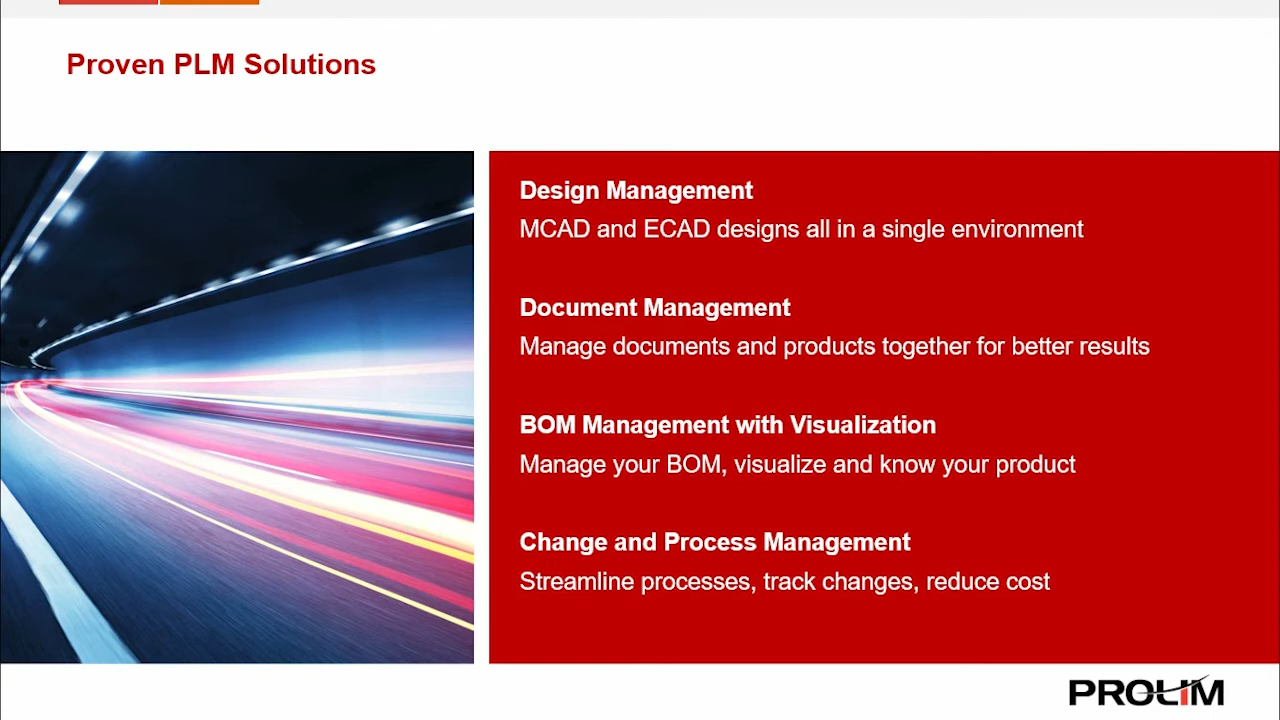 Proven PLM Solutions
Design Management
MCAD and ECAD designs all in a single environment
Document Management
Manage documents and products together for better results
BOM Management with Visualization
Manage your BOM, visualize and know your product
Change and Process Management
Streamline processes, track changes, reduce cost
PROLIM